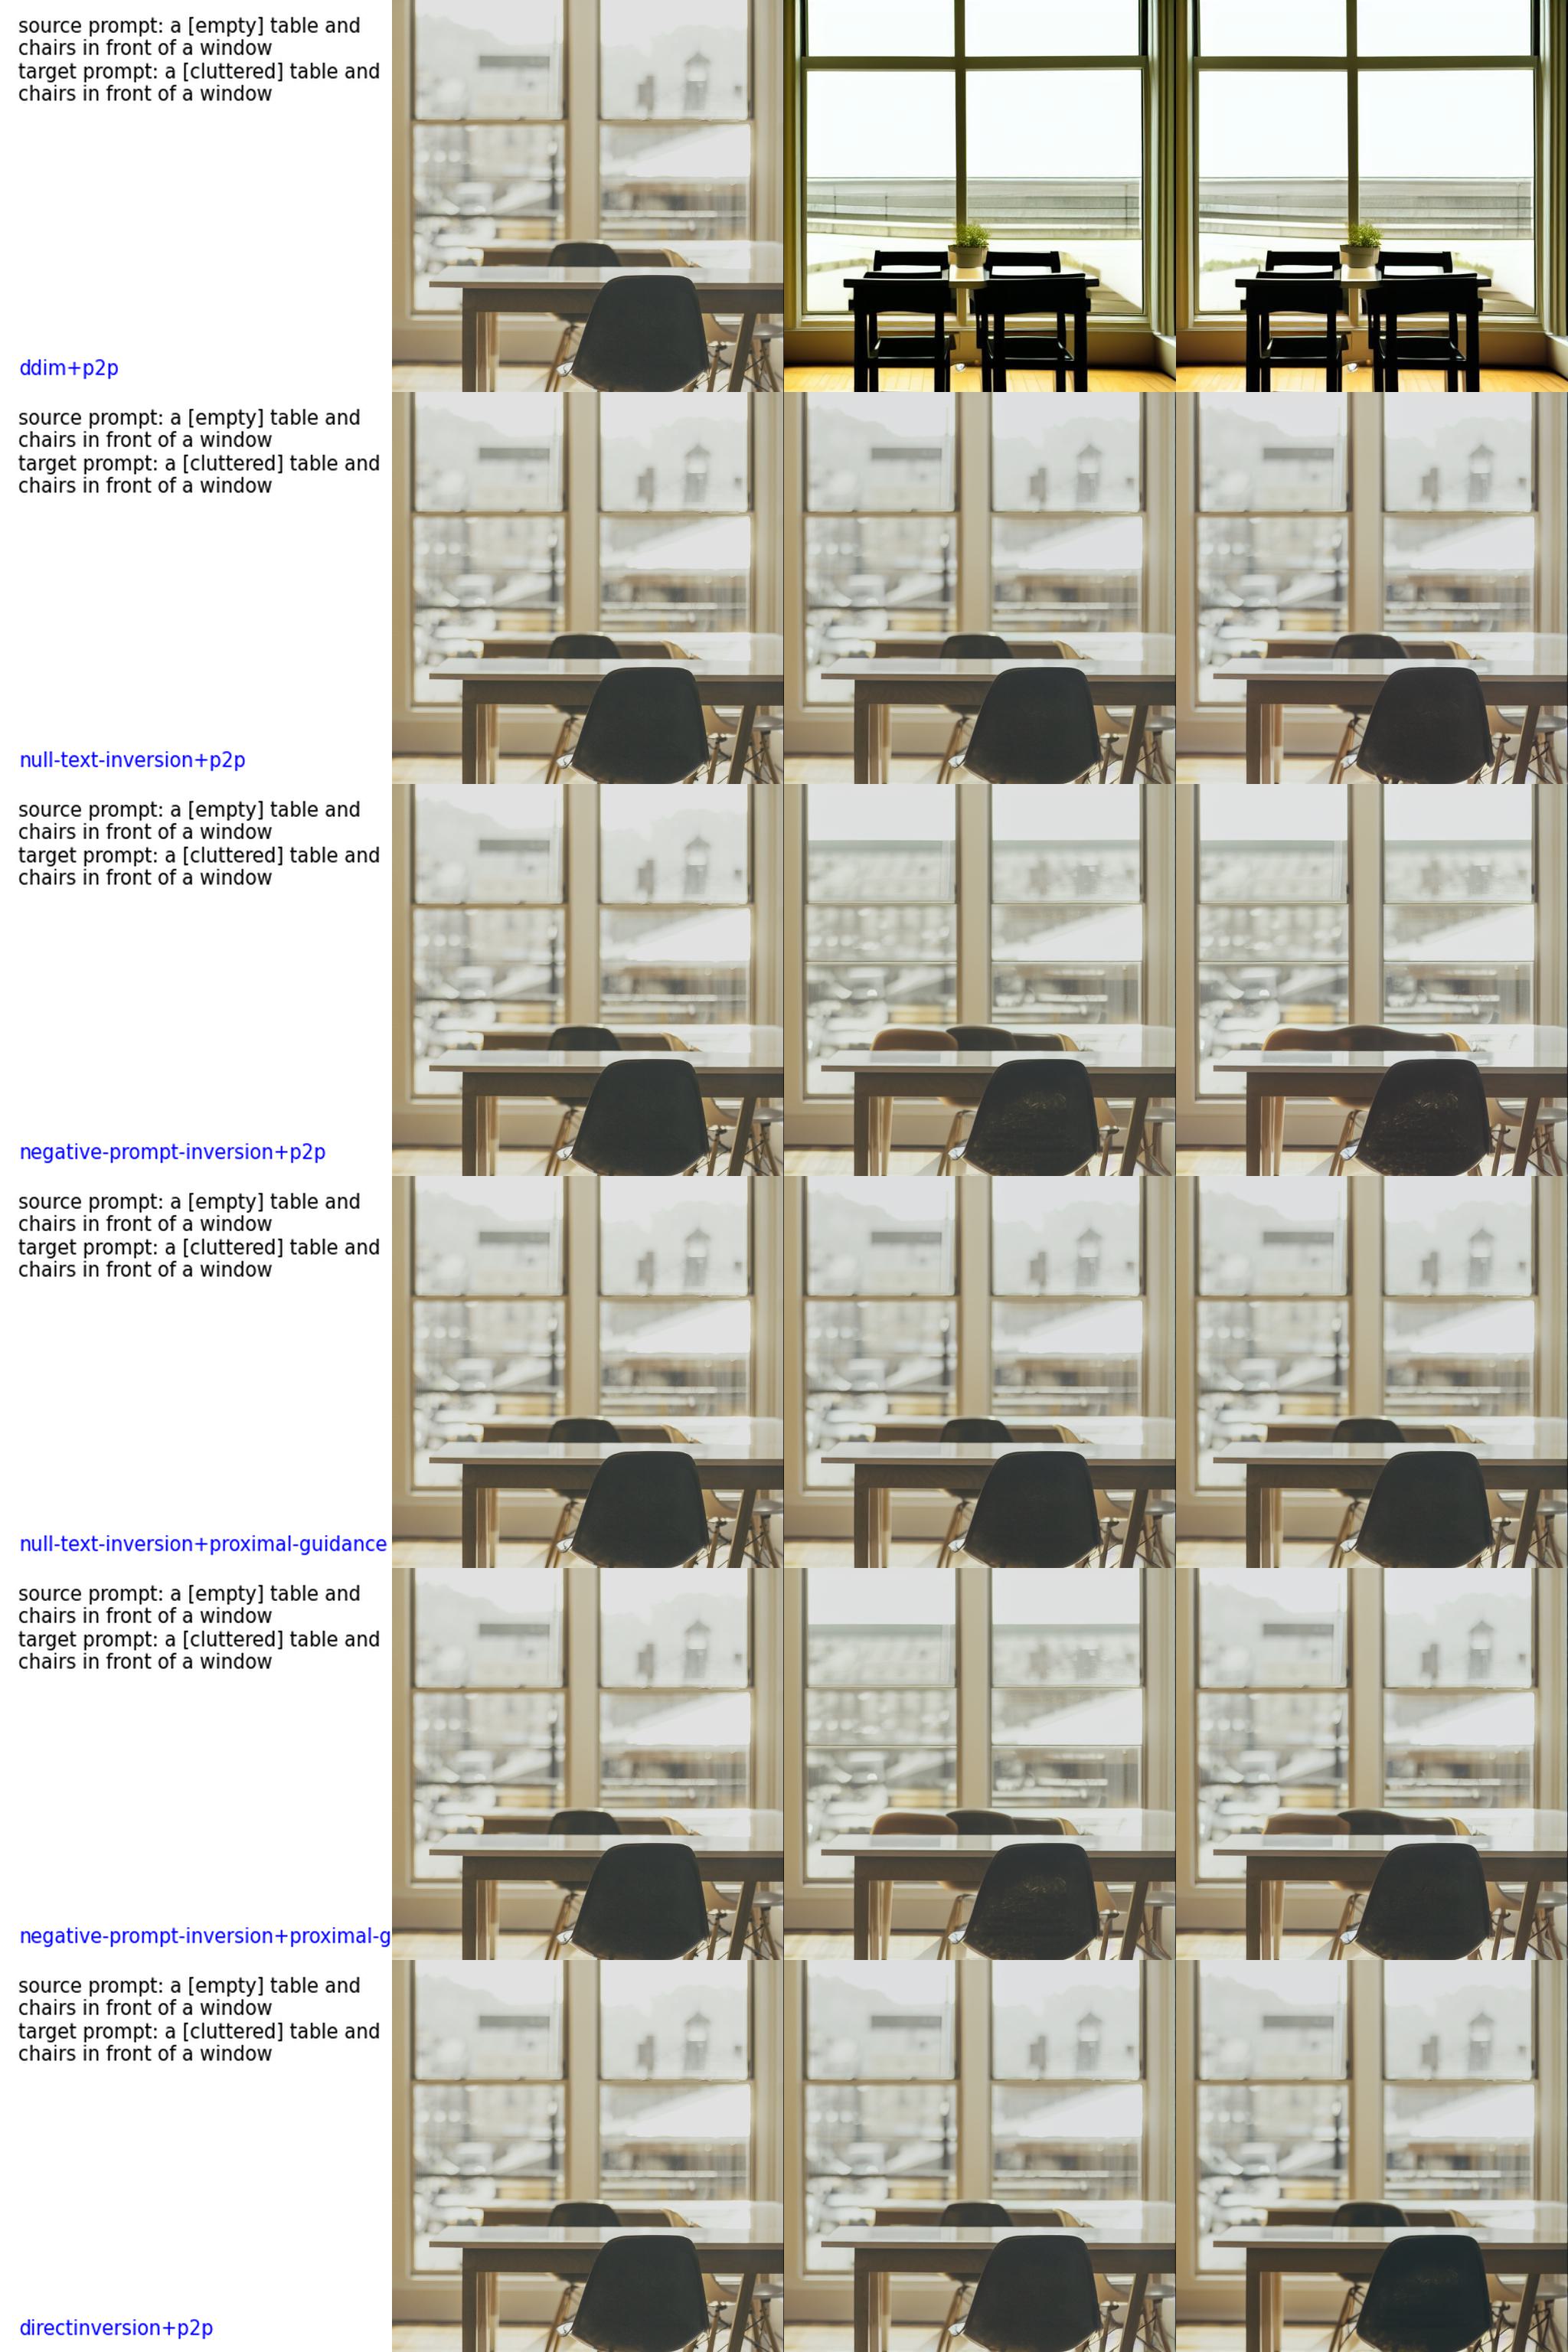 source prompt: a [empty] table and
chairs in front of a window
target prompt: a [cluttered] table and
chairs in front of a window
ddim+p2p
source prompt: a [empty] table and
chairs in front of a window
target prompt: a [cluttered] table and
chairs in front of a window
null-text-inversion+p2p
source prompt: a [empty] table and
chairs in front of a window
target prompt: a [cluttered] table and
chairs in front of a window
negative-prompt-inversion+p2p
source prompt: a [empty] table and
chairs in front of a window
target prompt: a [cluttered] table and
chairs in front of a window
null-text-inversion+proximal-guidance
source prompt: a [empty] table and
chairs in front of a window
target prompt: a [cluttered] table and
chairs in front of a window
negative-prompt-inversion+proximal-g
source prompt: a [empty] table and
chairs in front of a window
target prompt: a [cluttered] table and
chairs in front of a window
directinversion+p2p